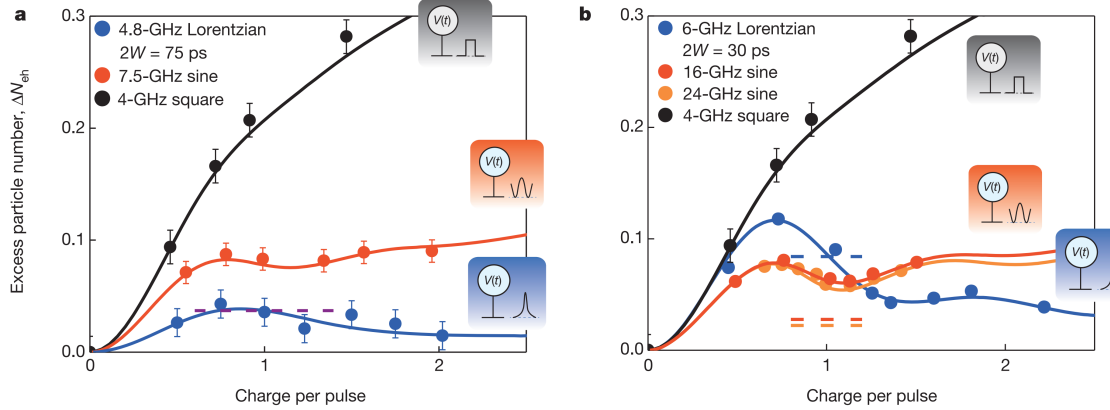 a
Excess particle number, ΔNeh
0.3
0.2
0.1
0.0
4.8-GHz Lorentzian
2W = 75 ps
7.5-GHz sine
4-GHz square
V(t)
V(t)
V(t)
0
1
2
Charge per pulse
b
0.3
0.2
0.1
0.0
6-GHz Lorentzian
2W = 30 ps
16-GHz sine
24-GHz sine
4-GHz square
V(t)
V(t)
V(t)
0
1
2
Charge per pulse